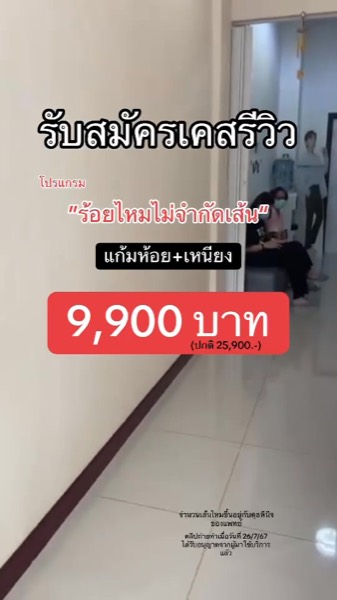 รับสมัครเคสรีวิว
โปรแกรม
"ร้อยไหมไม่จำกัดเส้น"
แก้มห้อย+เหนียง
9,900 บาท
(ปกติ 25,900.-)
จำนวนเส้นไหมขึ้นอยู่กับดุลพินิจ
ของแพทย์
คลิปถ่ายทำเมื่อวันที่ 26/7/67
ได้รับอนุญาตจากผู้มาใช้บริการ
แล้ว